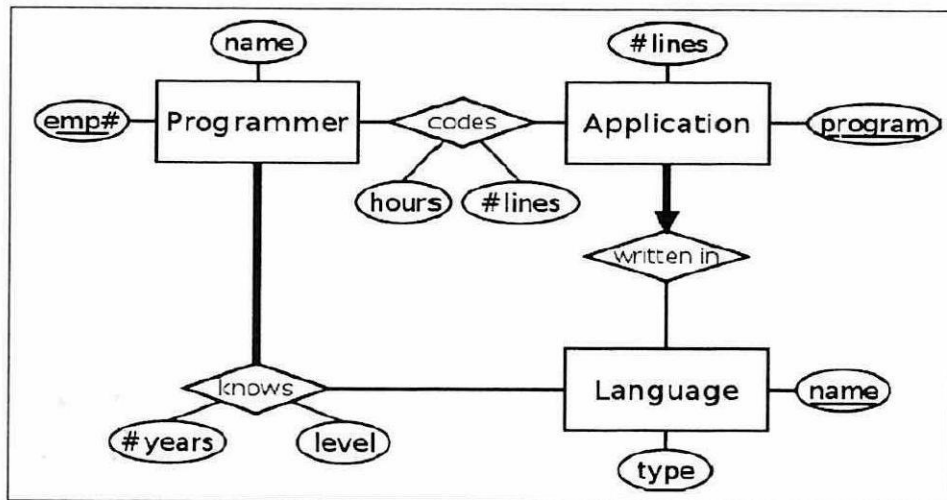 name
#lines
emp#
Programmer
codes
Application
program
hours
#lines
written in
knows
Language
name
#years
level
type